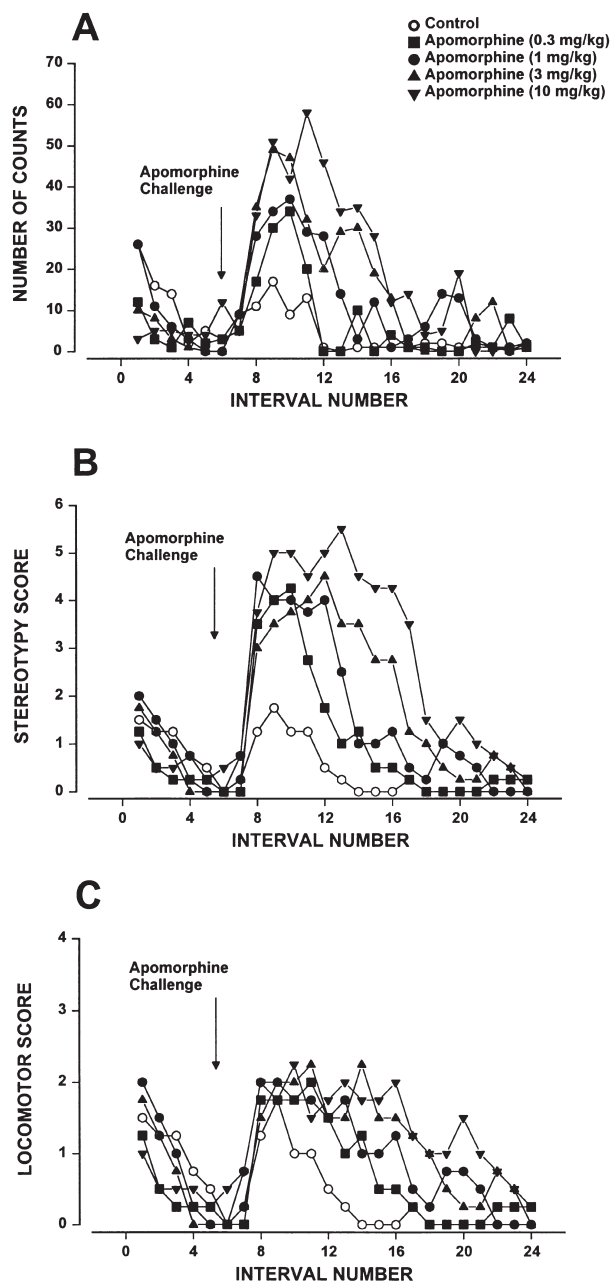 A
Control
Apomorphine (0.3 mg/kg)
Apomorphine (1 mg/kg)
Apomorphine (3 mg/kg)
Apomorphine (10 mg/kg)
70
60
50
40
30
20
10
0
NUMBER OF COUNTS
Apomorphine
Challenge
0 4 8 12 16 20 24
INTERVAL NUMBER
B
6
5
4
3
2
1
0
STEREOTYPY SCORE
Apomorphine
Challenge
0 4 8 12 16 20 24
INTERVAL NUMBER
C
4
3
2
1
0
LOCOMOTOR SCORE
Apomorphine
Challenge
0 4 8 12 16 20 24
INTERVAL NUMBER